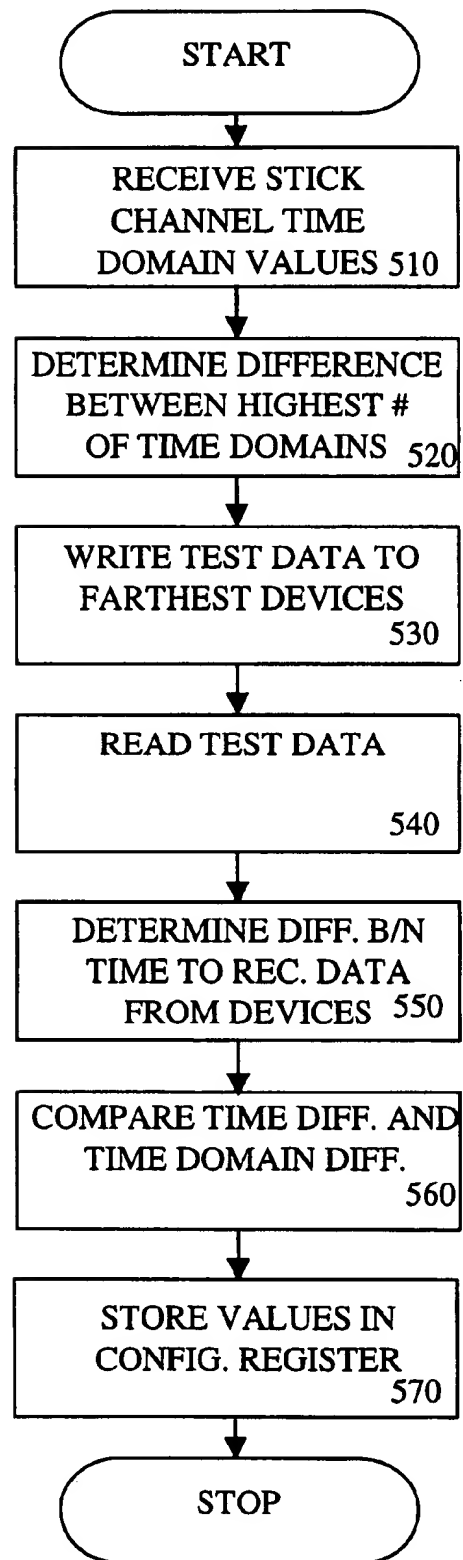 START
RECEIVE STICK
CHANNEL TIME
DOMAIN VALUES 510
DETERMINE DIFFERENCE
BETWEEN HIGHEST #
OF TIME DOMAINS 520
WRITE TEST DATA TO
FARTHEST DEVICES
530
READ TEST DATA
540
DETERMINE DIFF. B/N
TIME TO REC. DATA
FROM DEVICES 550
COMPARE TIME DIFF. AND
TIME DOMAIN DIFF.
560
STORE VALUES IN
CONFIG. REGISTER
570
STOP